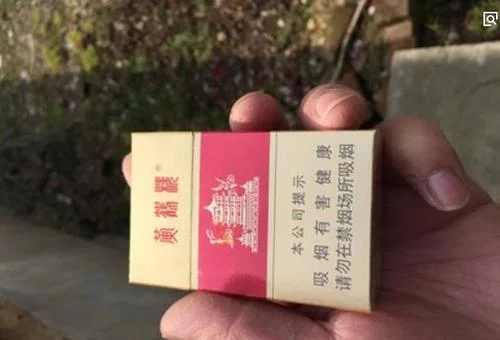 黄鹤楼
本公司提示
吸烟有害健康
请勿在禁烟场所吸烟